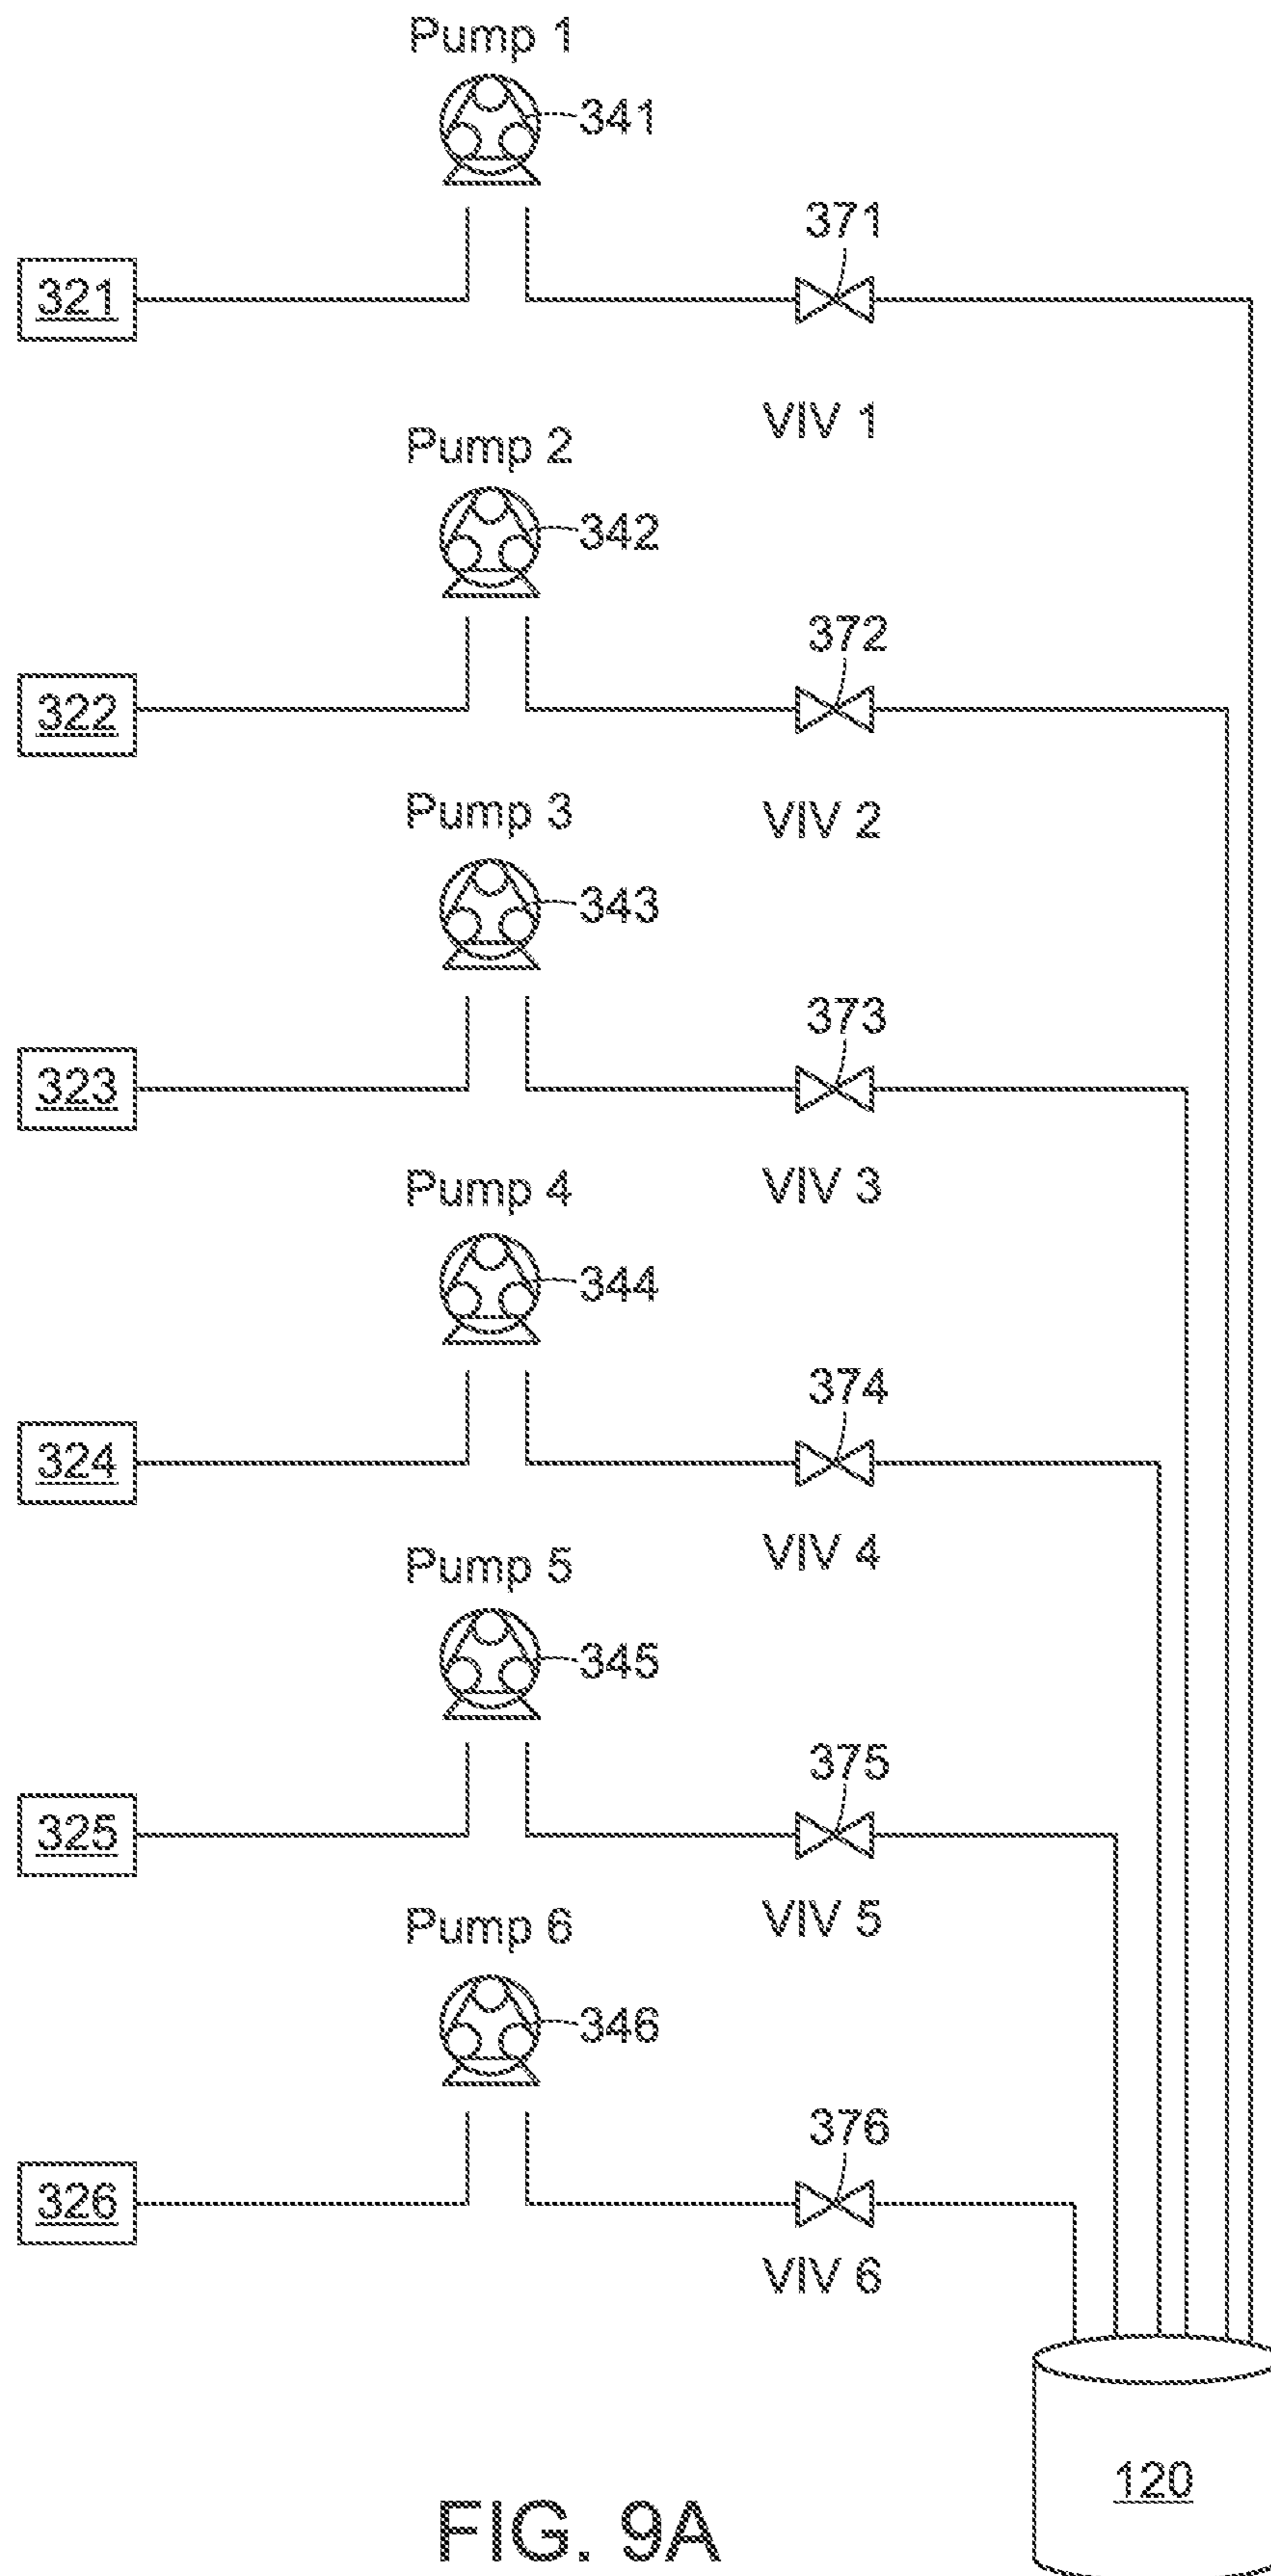 Pump 1
341
371
321
VIV 1
Pump 2
342
372
322
VIV 2
Pump 3
343
373
323
VIV 3
Pump 4
344
374
324
VIV 4
Pump 5
345
375
325
VIV 5
Pump 6
346
376
326
VIV 6
120
FIG. 9A